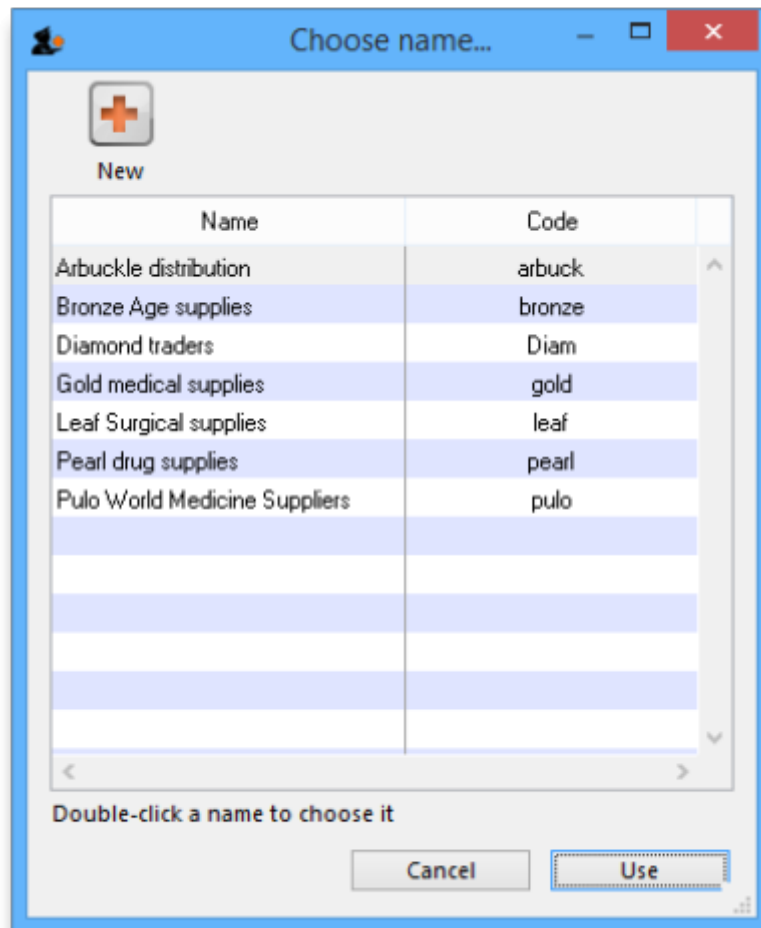 Choose name...
New
Name Code
Arbuckle distribution arbuck
Bronze Age supplies bronze
Diamond traders Diam
Gold medical supplies gold
Leaf Surgical supplies leaf
Pearl drug supplies pearl
Pulo World Medicine Suppliers pulo
Double-click a name to choose it
Cancel Use